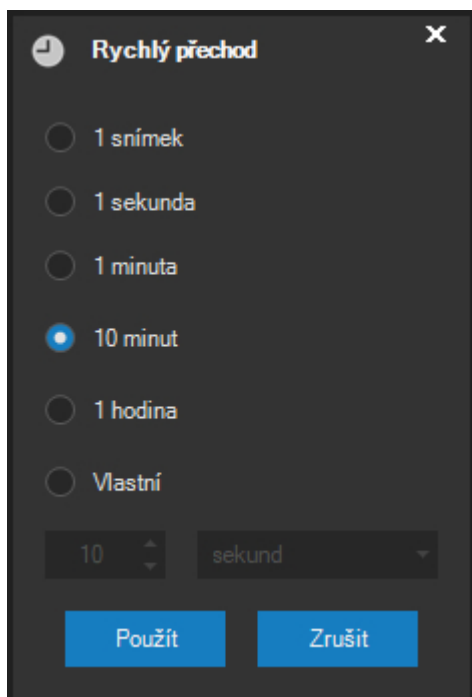 Rychlý přechod
1 snímek
1 sekunda
1 minuta
10 minut
1 hodina
Vlastní
10 sekund
Použít Zrušit